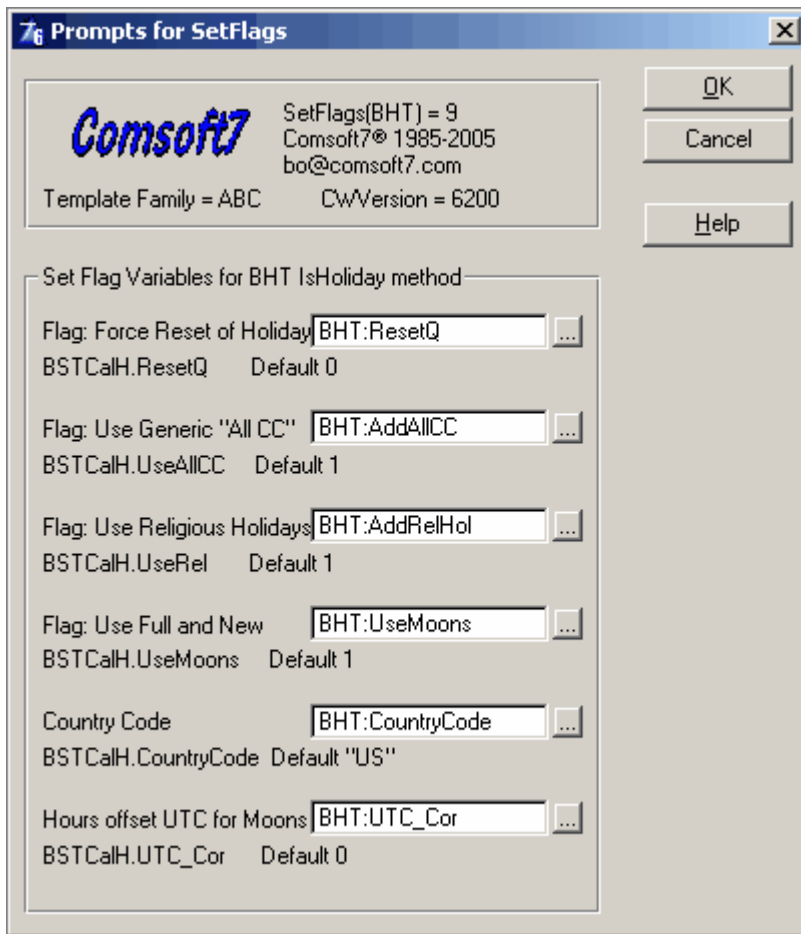 76 Prompts for SetFlags
Comsoft7
SetFlags(BHT) = 9
Comsoft7® 1985-2005
bo@comsoft7.com
Template Family = ABC CWVersion = 6200
OK
Cancel
Help
Set Flag Variables for BHT IsHoliday method
Flag: Force Reset of Holiday BHT:ResetQ ...
BSTCalH.ResetQ Default 0
Flag: Use Generic "All CC" BHT:AddAllCC ...
BSTCalH.UseAllCC Default 1
Flag: Use Religious Holidays BHT:AddRelHol ...
BSTCalH.UseRel Default 1
Flag: Use Full and New BHT:UseMoons ...
BSTCalH.UseMoons Default 1
Country Code BHT:CountryCode ...
BSTCalH.CountryCode Default "US"
Hours offset UTC for Moons BHT:UTC_Cor ...
BSTCalH.UTC_Cor Default 0